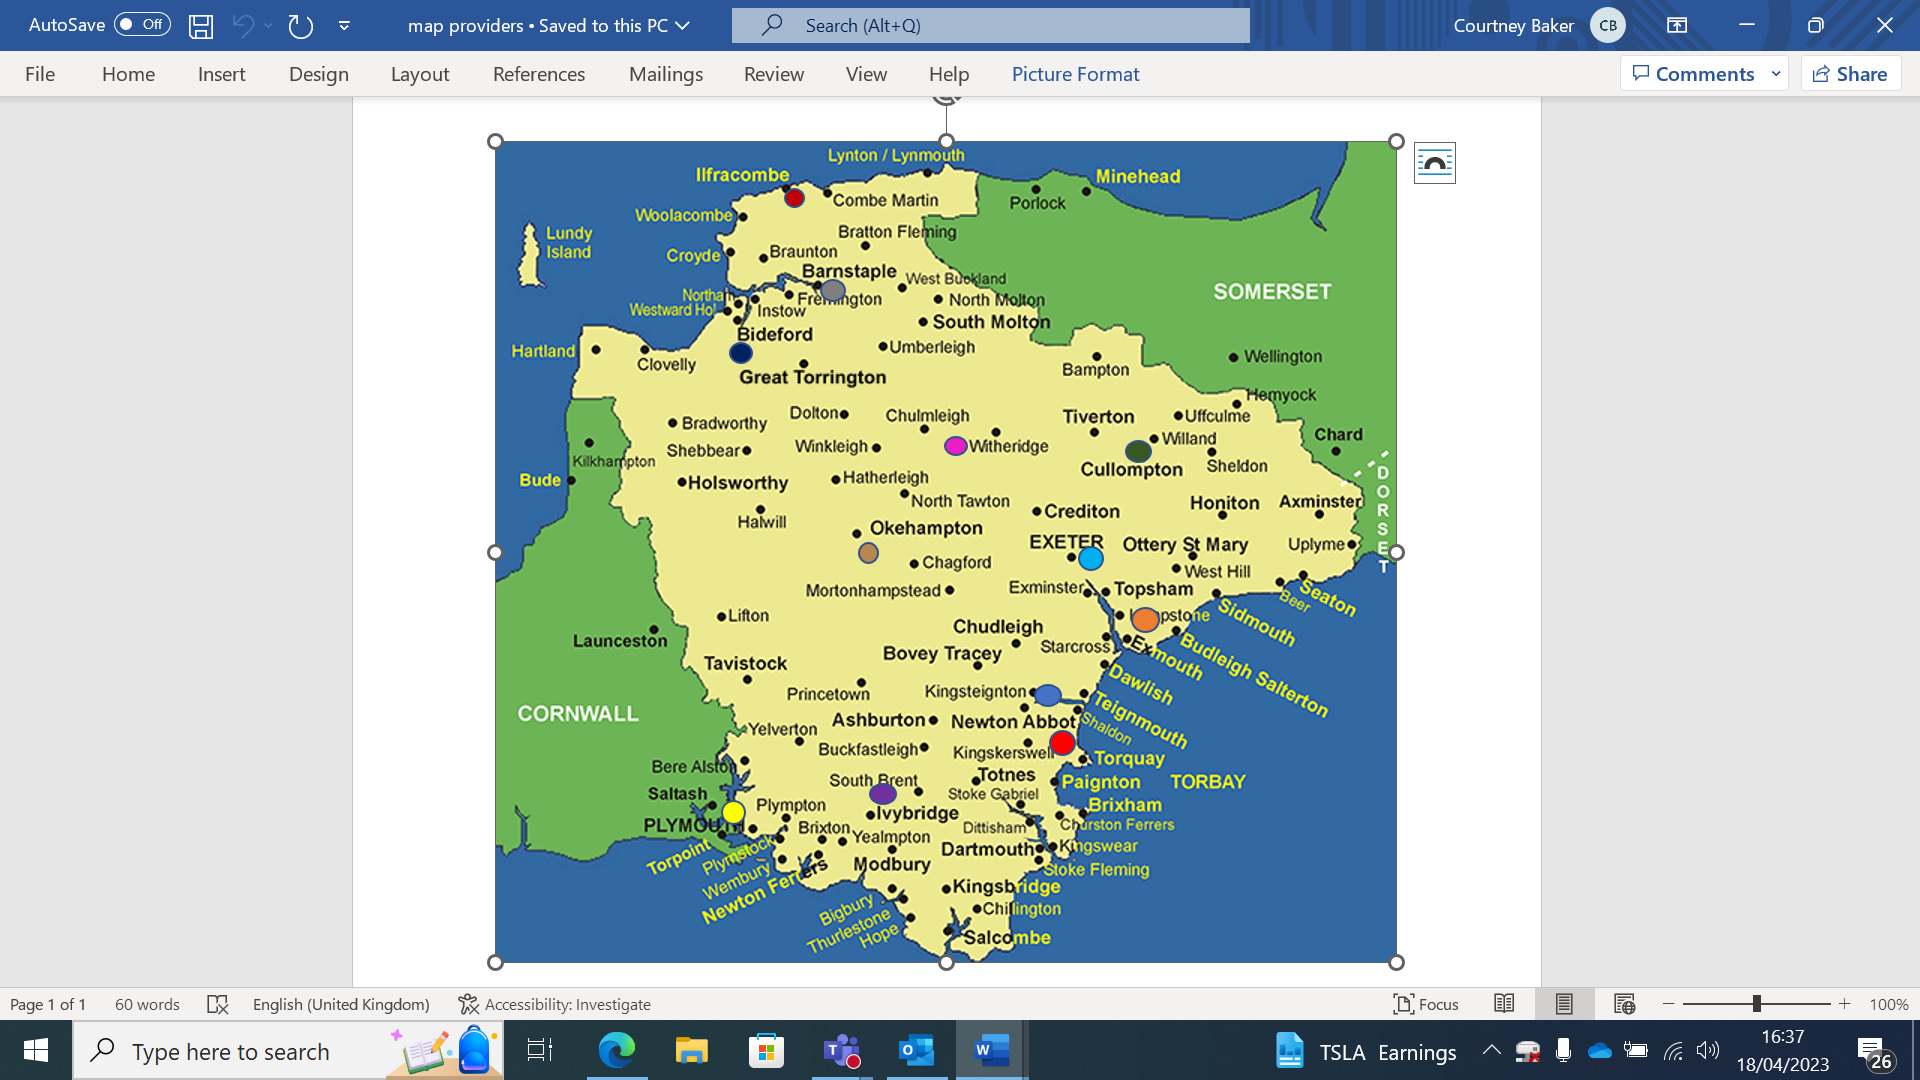 AutoSave Off map providers • Saved to this PC Search (Alt+Q) Courtney Baker CB
File Home Insert Design Layout References Mailings Review View Help Picture Format Comments Share
Lynton / Lynmouth
Ilfracombe
Minehead
Combe Martin
Porlock
Woolacombe
Lundy
Island
Bratton Fleming
Croyde
Braunton
Barnstaple
West Buckland
SOMERSET
Northa
Fremington
North Molton
Westward Ho!
Instow
South Molton
Bideford
Hartland
Umberleigh
Wellington
Clovelly
Bampton
Great Torrington
Hemyock
Dolton
Chulmleigh
Tiverton
Uffculme
Bradworthy
Chard
Shebbear
Winkleigh
Witheridge
Willand
Kilkhampton
Cullompton
Sheldon
Bude
Holsworthy
Hatherleigh
DORSET
North Tawton
Honiton
Axminster
Halwill
Crediton
Okehampton
EXETER
Ottery St Mary
Uplyme
Chagford
West Hill
Mortonhampstead
Exminster
Topsham
Seaton
Beer
Lifton
pstone
Sidmouth
Launceston
Chudleigh
Starcross
Exmouth
Budleigh Salterton
Bovey Tracey
Tavistock
Dawlish
Princetown
Kingsteignton
Teignmouth
CORNWALL
Ashburton
Newton Abbot
Shaldon
Yelverton
Buckfastleigh
Kingskerswell
Torquay
Bere Alston
South Brent
Totnes
Paignton
TORBAY
Saltash
Stoke Gabriel
Plympton
Brixham
Ivybridge
PLYMOUTH
Brixton
Dittisham
Churston Ferrers
Yealmpton
Torpoint
Plymstock
Dartmouth
Kingswear
Modbury
Wembury
Stoke Fleming
Newton Ferrers
Kingsbridge
Bigbury
Chillington
Thurlestone
Hope
Salcombe
Page 1 of 1 60 words English (United Kingdom) Accessibility: Investigate Focus 100%
Type here to search TSLA Earnings 16:37
18/04/2023 26